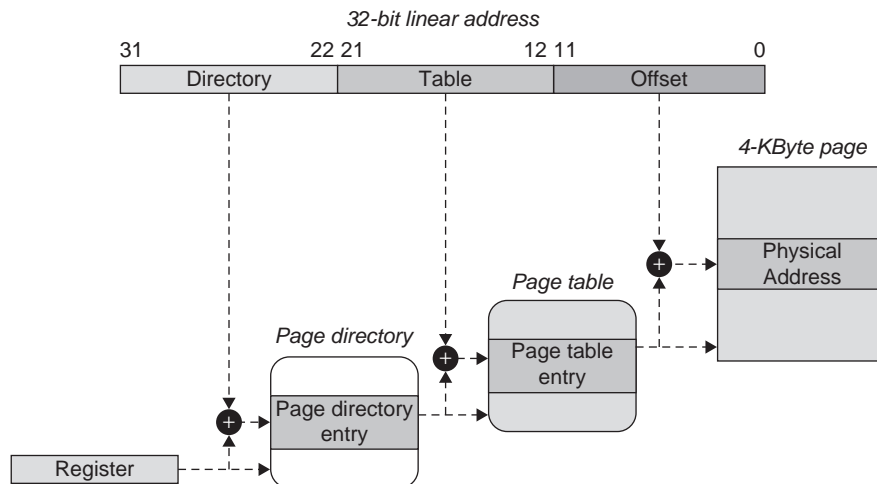 32-bit linear address
31 22 21 12 11 0
Directory Table Offset
4-KByte page
Physical
Address
Page table
Page table
entry
Page directory
Page directory
entry
Register